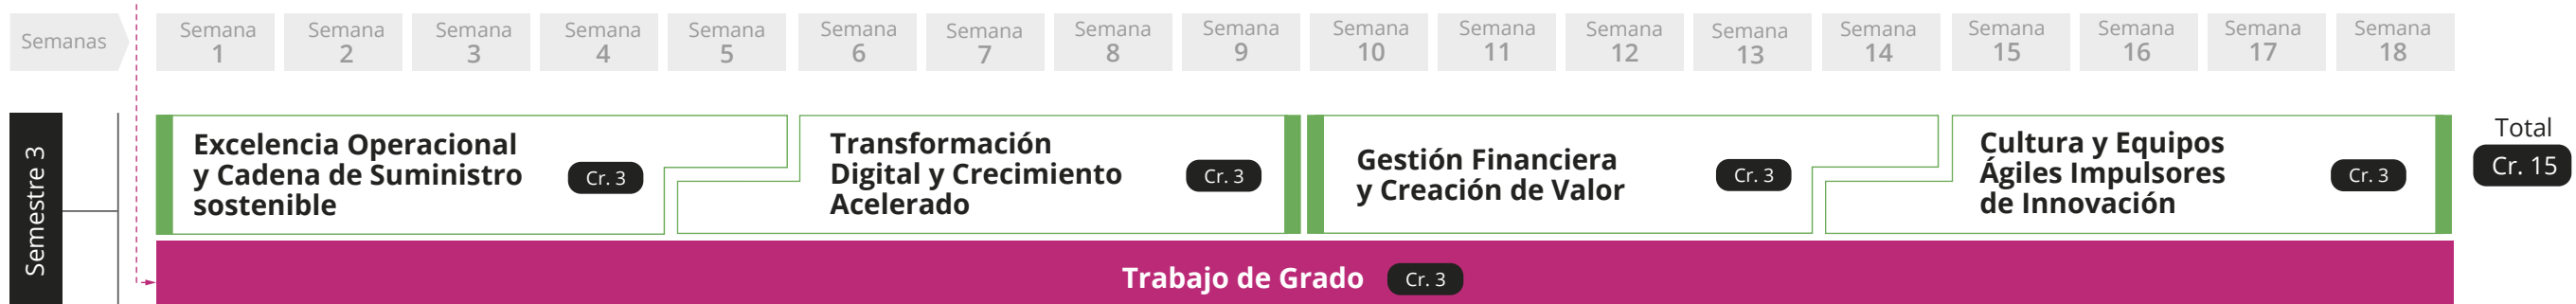 Semanas
Semana
1
Semana
2
Semana
3
Semana
4
Semana
5
Semana
6
Semana
7
Semana
8
Semana
9
Semana
10
Semana
11
Semana
12
Semana
13
Semana
14
Semana
15
Semana
16
Semana
17
Semana
18
Semestre 3
Excelencia Operacional
y Cadena de Suministro
sostenible
Cr. 3
Transformación
Digital y Crecimiento
Acelerado
Cr. 3
Gestión Financiera
y Creación de Valor
Cr. 3
Cultura y Equipos
Ágiles Impulsores
de Innovación
Cr. 3
Total
Cr. 15
Trabajo de Grado Cr. 3